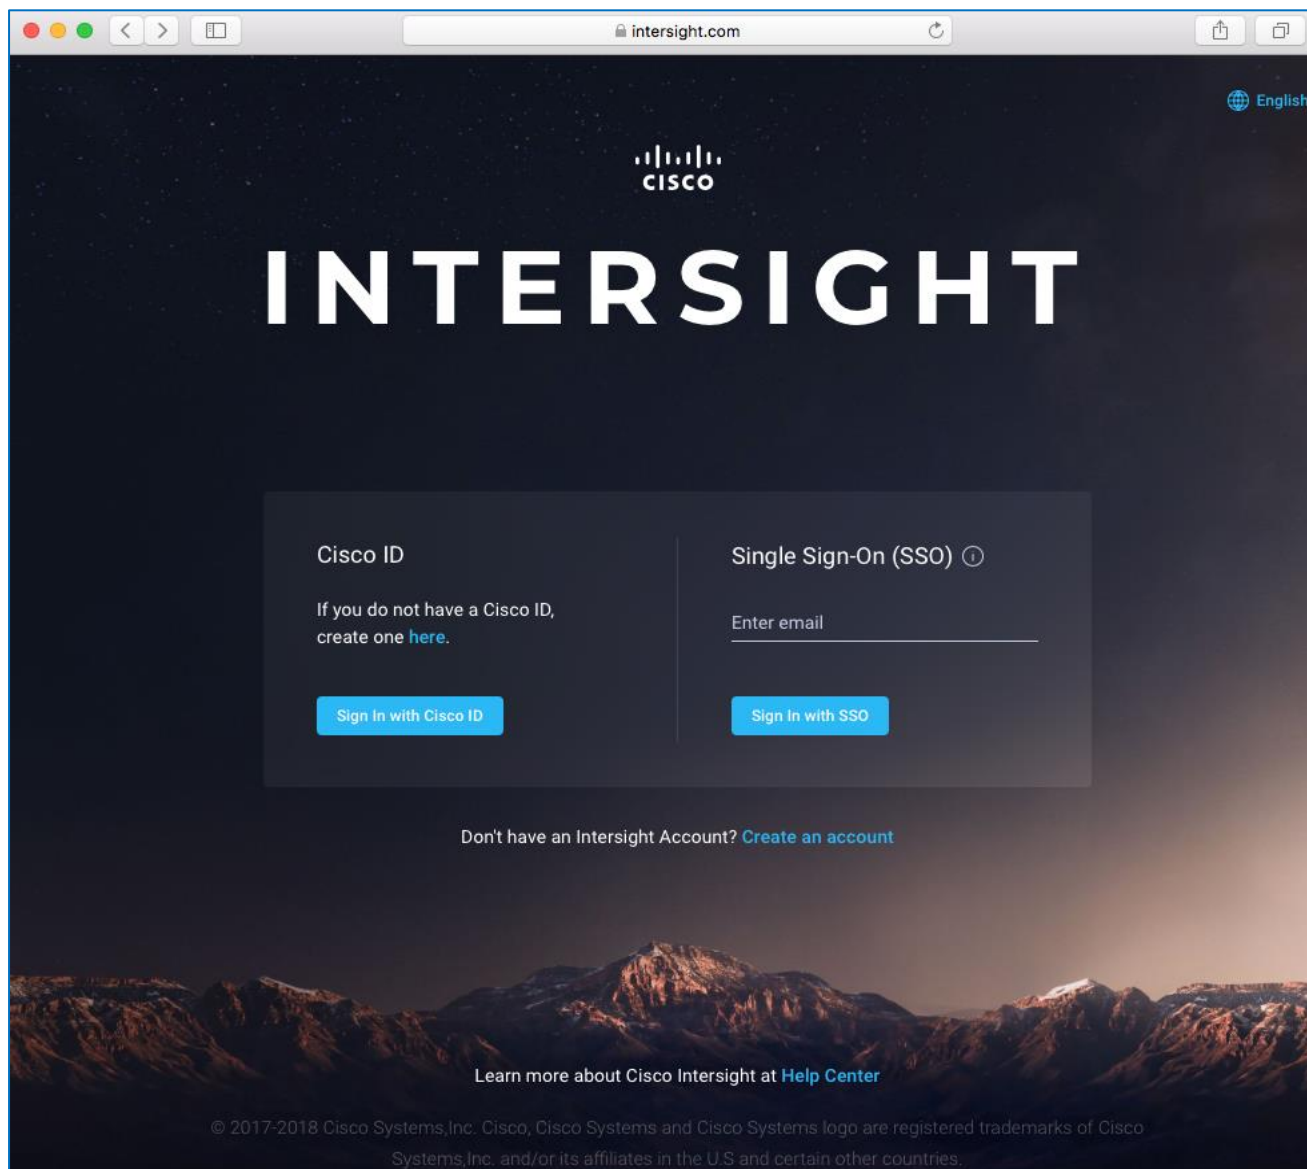 intersight.com
English
CISCO
INTERSIGHT
Cisco ID
If you do not have a Cisco ID,
create one here.
Sign In with Cisco ID
Single Sign-On (SSO)
Enter email
Sign In with SSO
Don't have an Intersight Account? Create an account
Learn more about Cisco Intersight at Help Center
© 2017-2018 Cisco Systems,Inc. Cisco, Cisco Systems and Cisco Systems logo are registered trademarks of Cisco
Systems,Inc. and/or its affiliates in the U.S and certain other countries.